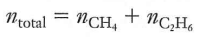 n_total = n_CH₄ + n_C₂H₆